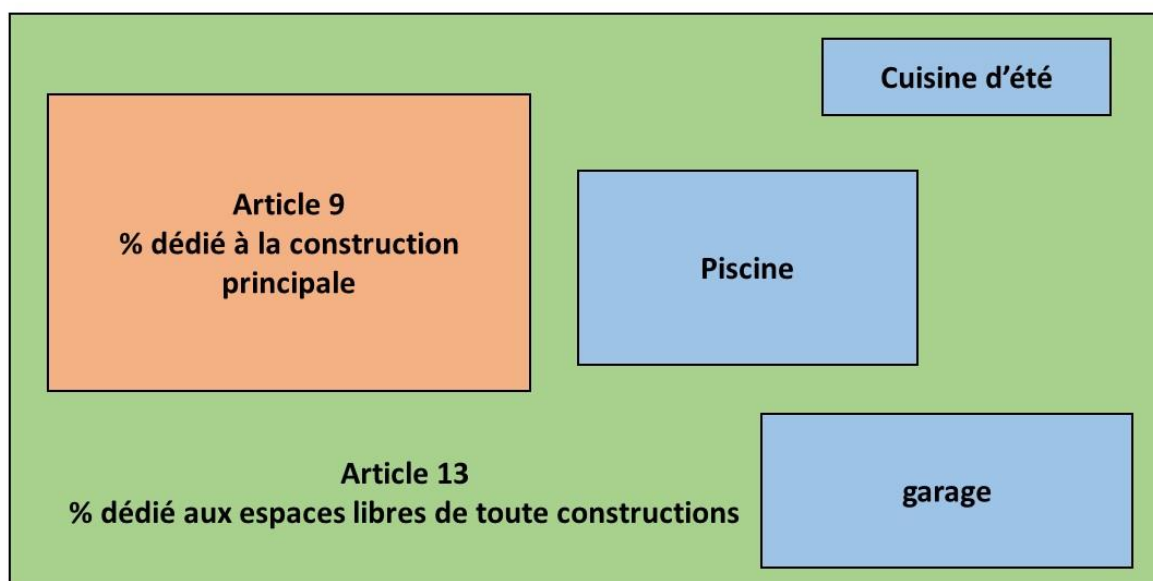 Cuisine d’été
Article 9
% dédié à la construction
principale
Piscine
Article 13
% dédié aux espaces libres de toute constructions
garage